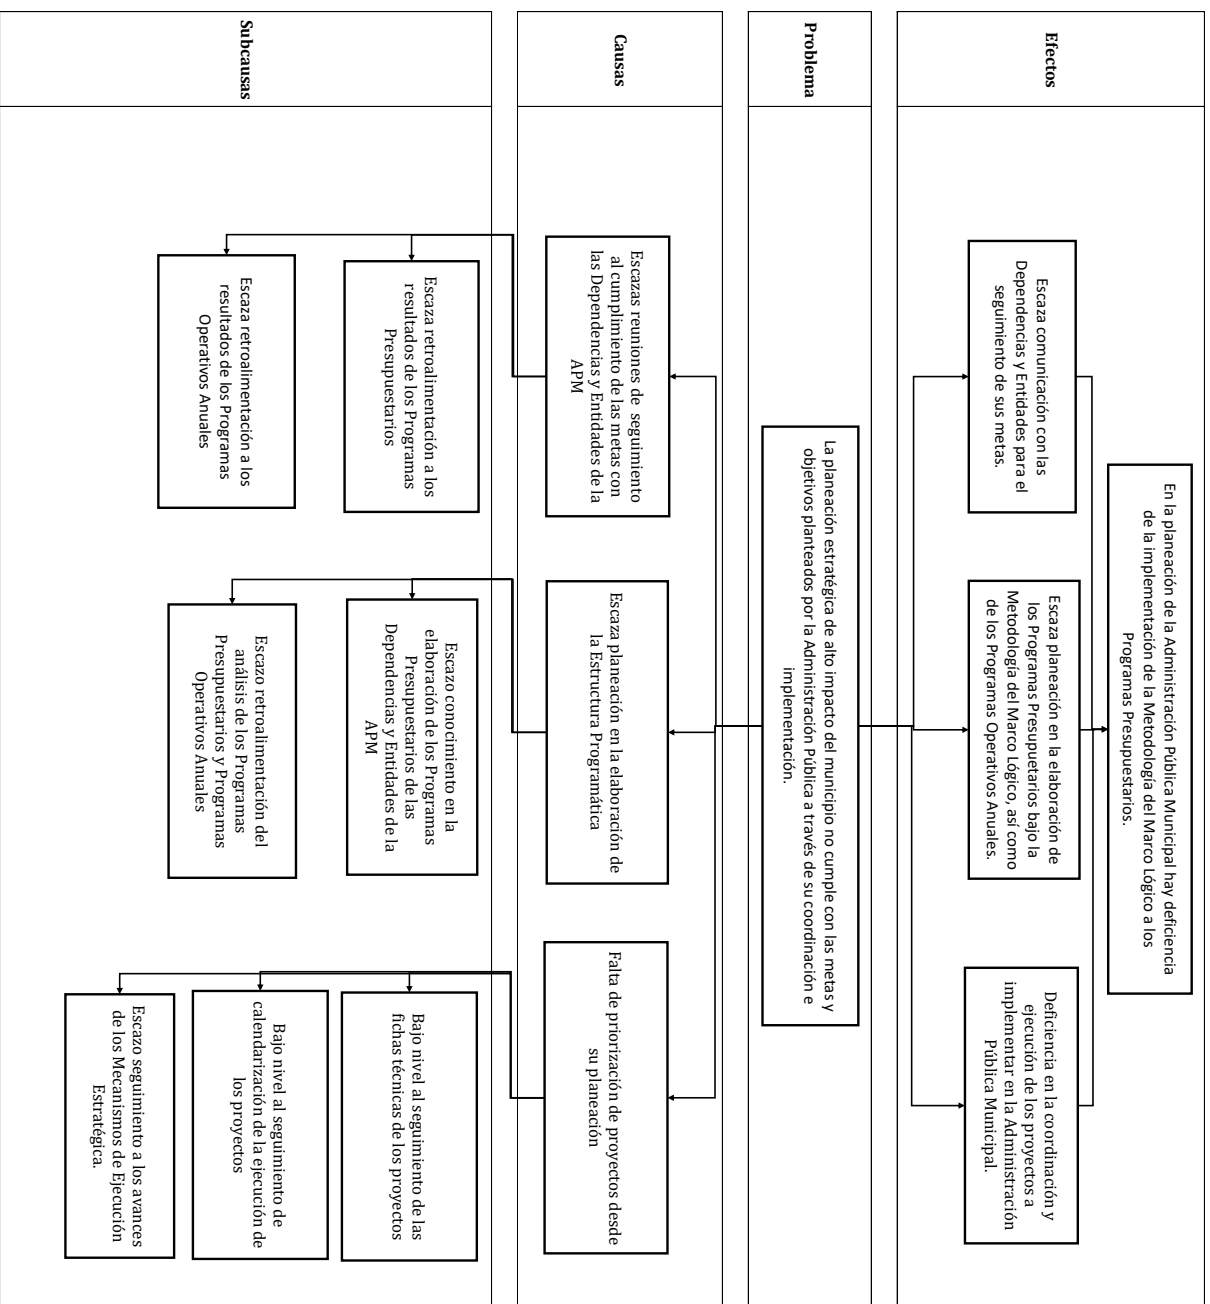 Efectos
En la planeación de la Administración Pública Municipal hay deficiencia
de la implementación de la Metodología del Marco Lógico a los
Programas Presupuestarios.
Escaza comunicación con las
Dependencias y Entidades para el
seguimiento de sus metas.
Escaza planeación en la elaboración de
los Programas Presupuetarios bajo la
Metodología del Marco Lógico, así como
de los Programas Operativos Anuales.
Deficiencia en la coordinación y
ejecución de los proyectos a
implementar en la Administración
Pública Municipal.
Problema
La planeación estratégica de alto impacto del municipio no cumple con las metas y
objetivos planteados por la Administración Pública a través de su coordinación e
implementación.
Causas
Escazas reuniones de seguimiento
al cumplimiento de las metas con
las Dependencias y Entidades de la
APM
Escaza planeación en la elaboración de
la Estructura Programática
Falta de priorización de proyectos desde
su planeación
Subcausas
Escaza retroalimentación a los
resultados de los Programas
Presupuestarios
Escazo conocimiento en la
elaboración de los Programas
Presupuestarios de las
Dependencias y Entidades de la
APM
Bajo nivel al seguimiento de las
fichas técnicas de los proyectos
Escaza retroalimentación a los
resultados de los Programas
Operativos Anuales
Escazo retroalimentación del
análisis de los Programas
Presupuestarios y Programas
Operativos Anuales
Bajo nivel al seguimiento de
calendarización de la ejecución de
los proyectos
Escazo seguimiento a los avances
de los Mecanismos de Ejecución
Estratégica.